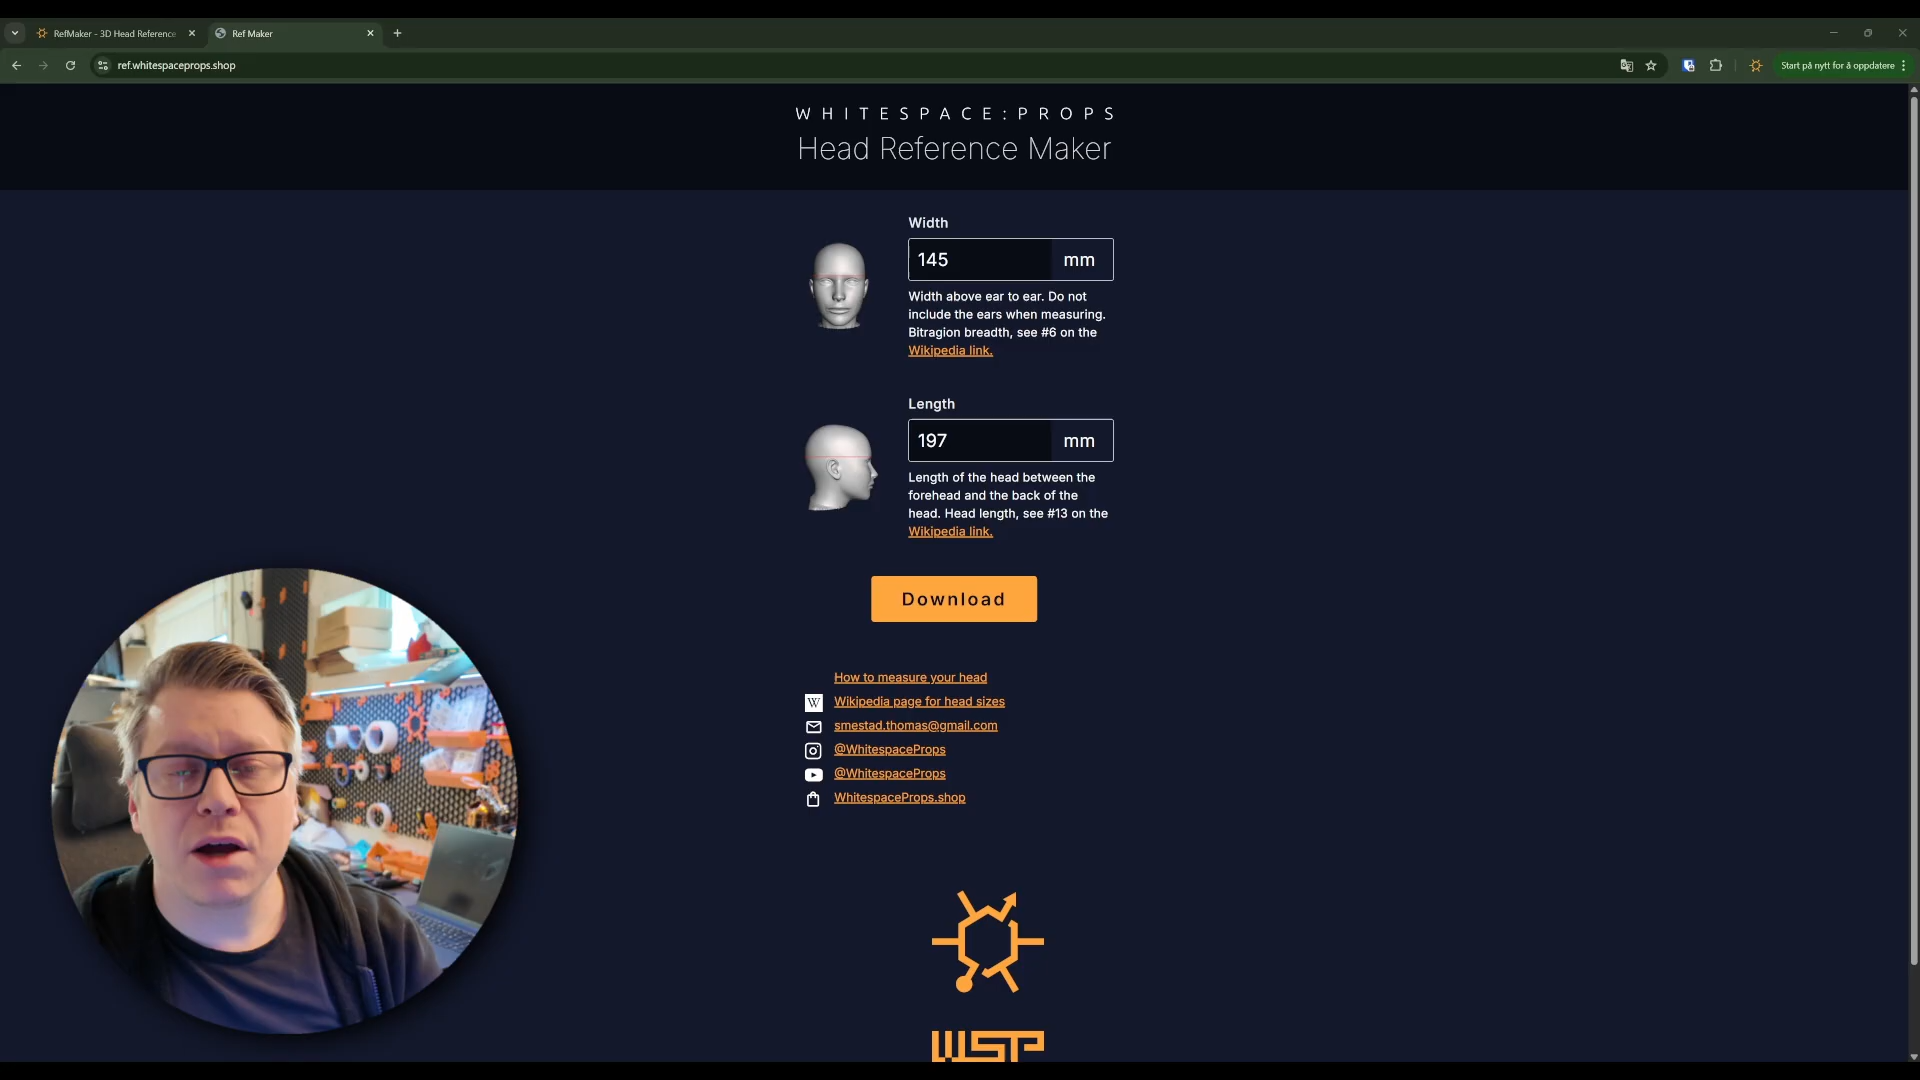 RefMaker - 3D Head Reference
Ref Maker
ref.whitespaceprops.shop
Start på nytt for å oppdatere
WHITESPACE:PROPS
Head Reference Maker
Width
145 mm
Width above ear to ear. Do not
include the ears when measuring.
Bitragion breadth, see #6 on the
Wikipedia link.
Length
197 mm
Length of the head between the
forehead and the back of the
head. Head length, see #13 on the
Wikipedia link.
Download
How to measure your head
W Wikipedia page for head sizes
smestad.thomas@gmail.com
@WhitespaceProps
@WhitespaceProps
WhitespaceProps.shop
WSP